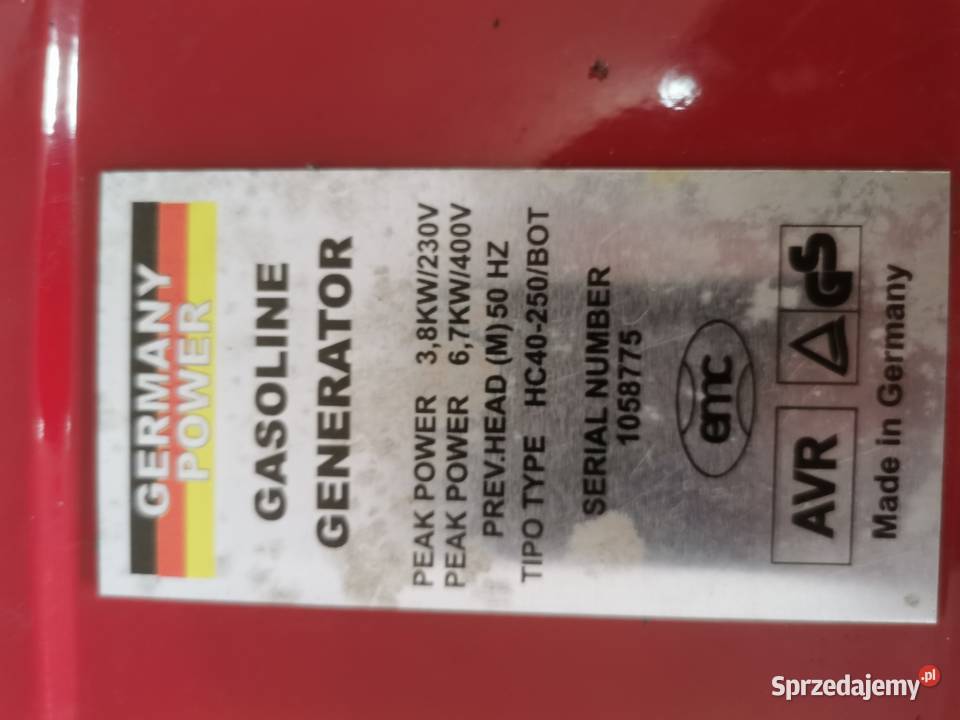 GERMANY
POWER
GASOLINE
GENERATOR
PEAK POWER 3,8KW/230V
PEAK POWER 6,7KW/400V
PREV.HEAD (M) 50 HZ
TIPO TYPE HC40-250/BOT
SERIAL NUMBER
1058775
emc
AVR GS
Made in Germany
Sprzedajemy.pl